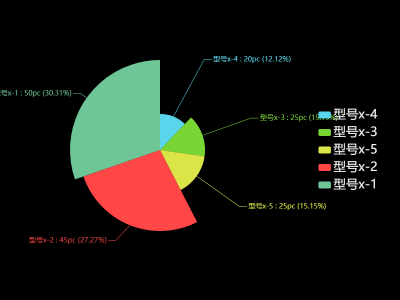 型号x-4 : 20pc (12.12%)
型号x-1 : 50pc (30.31%)
型号x-3 : 25pc (15.15%)
型号x-5 : 25pc (15.15%)
型号x-2 : 45pc (27.27%)
型号x-4
型号x-3
型号x-5
型号x-2
型号x-1